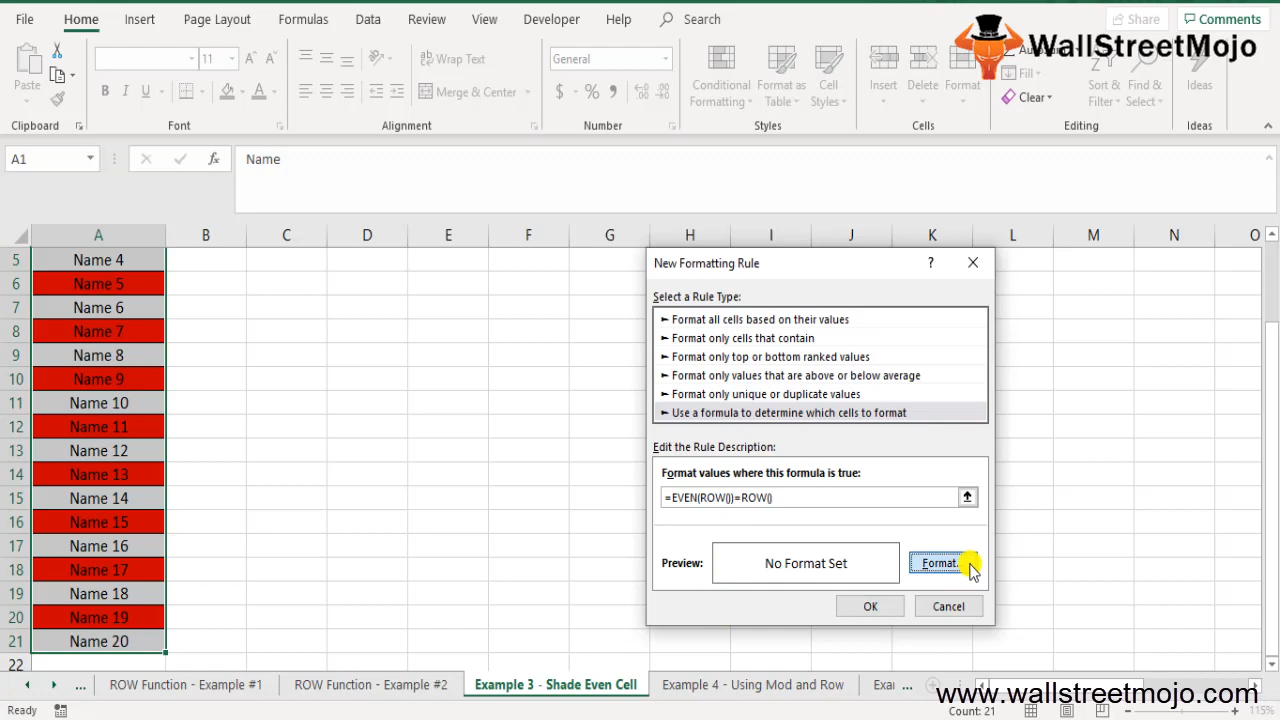 File Home Insert Page Layout Formulas Data Review View Developer Help Search Share Comments
WallStreetMojo
11 Wrap Text General
Paste B I U Merge & Center $ % Conditional Formatting Format as Table Cell Styles Insert Delete Format Fill Clear Sort & Filter Find & Select Ideas
Clipboard Font Alignment Number Styles Cells Editing Ideas
A1 fx Name
A B C D E F G H I J K L M N O
5 Name 4
6 Name 5
7 Name 6
8 Name 7
9 Name 8
10 Name 9
11 Name 10
12 Name 11
13 Name 12
14 Name 13
15 Name 14
16 Name 15
17 Name 16
18 Name 17
19 Name 18
20 Name 19
21 Name 20
22
New Formatting Rule ?
Select a Rule Type:
► Format all cells based on their values
► Format only cells that contain
► Format only top or bottom ranked values
► Format only values that are above or below average
► Format only unique or duplicate values
► Use a formula to determine which cells to format
Edit the Rule Description:
Format values where this formula is true:
=EVEN(ROW())=ROW()
Preview: No Format Set Format...
OK Cancel
... ROW Function - Example #1 ROW Function - Example #2 Example 3 - Shade Even Cell Example 4 - Using Mod and Row Exar ...
www.wallstreetmojo.com
Ready Count: 21 115%